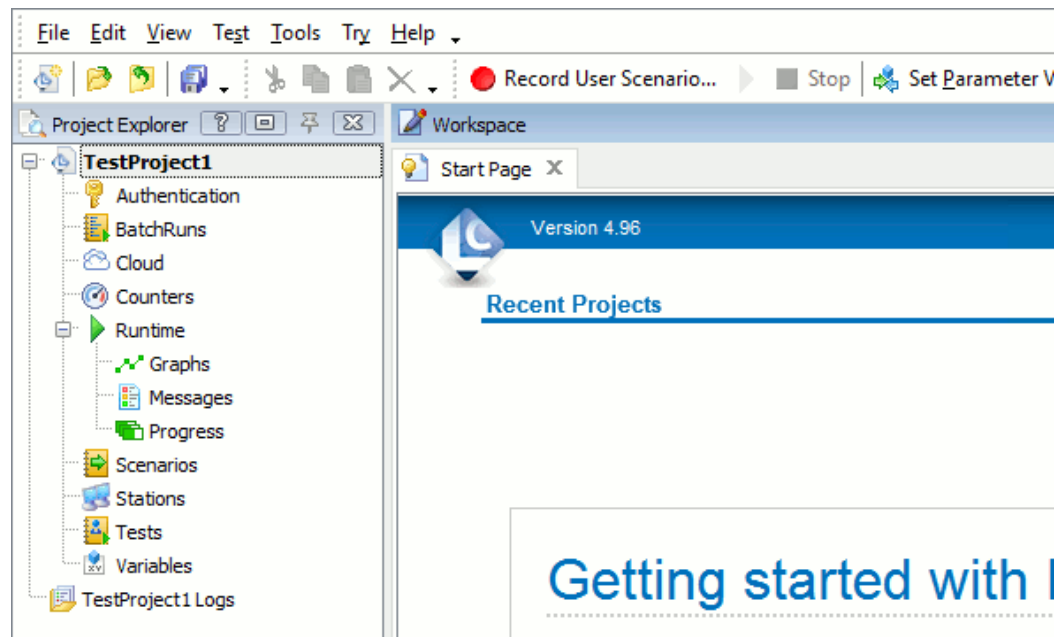 File Edit View Test Tools Try Help
Record User Scenario... Stop Set Parameter V
Project Explorer
Workspace
TestProject1
Start Page
Authentication
BatchRuns
Cloud
Counters
Runtime
Graphs
Messages
Progress
Scenarios
Stations
Tests
Variables
TestProject1 Logs
Version 4.96
Recent Projects
Getting started with